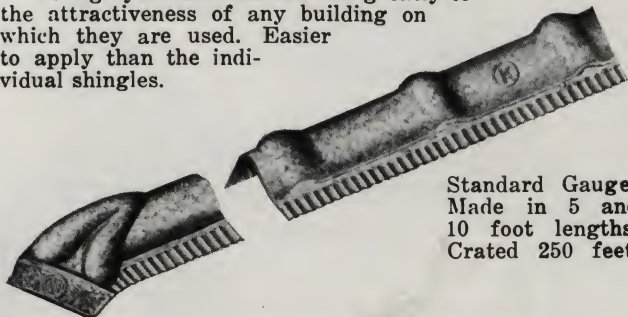 the attractiveness of any building on
which they are used. Easier
to apply than the indi-
vidual shingles.
K
Standard Gauge
Made in 5 and
10 foot lengths
Crated 250 feet